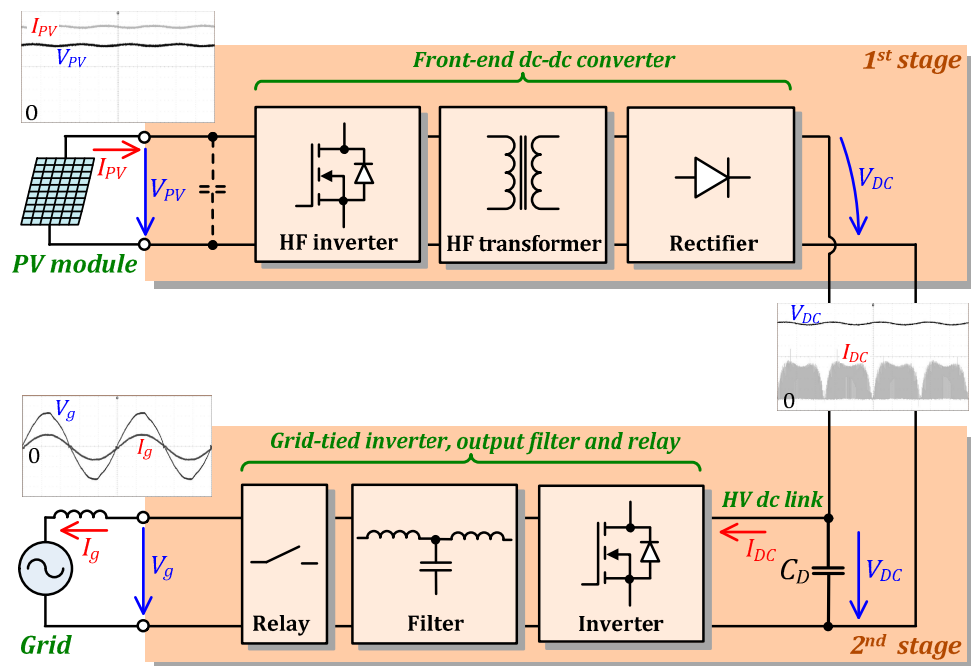 I_PV
V_PV
0
Front-end dc-dc converter
1st stage
I_PV
V_PV
V_DC
HF inverter
HF transformer
Rectifier
PV module
V_DC
I_DC
0
V_g
I_g
0
Grid-tied inverter, output filter and relay
HV dc link
I_g
V_g
I_DC
C_D
V_DC
Relay
Filter
Inverter
Grid
2nd stage